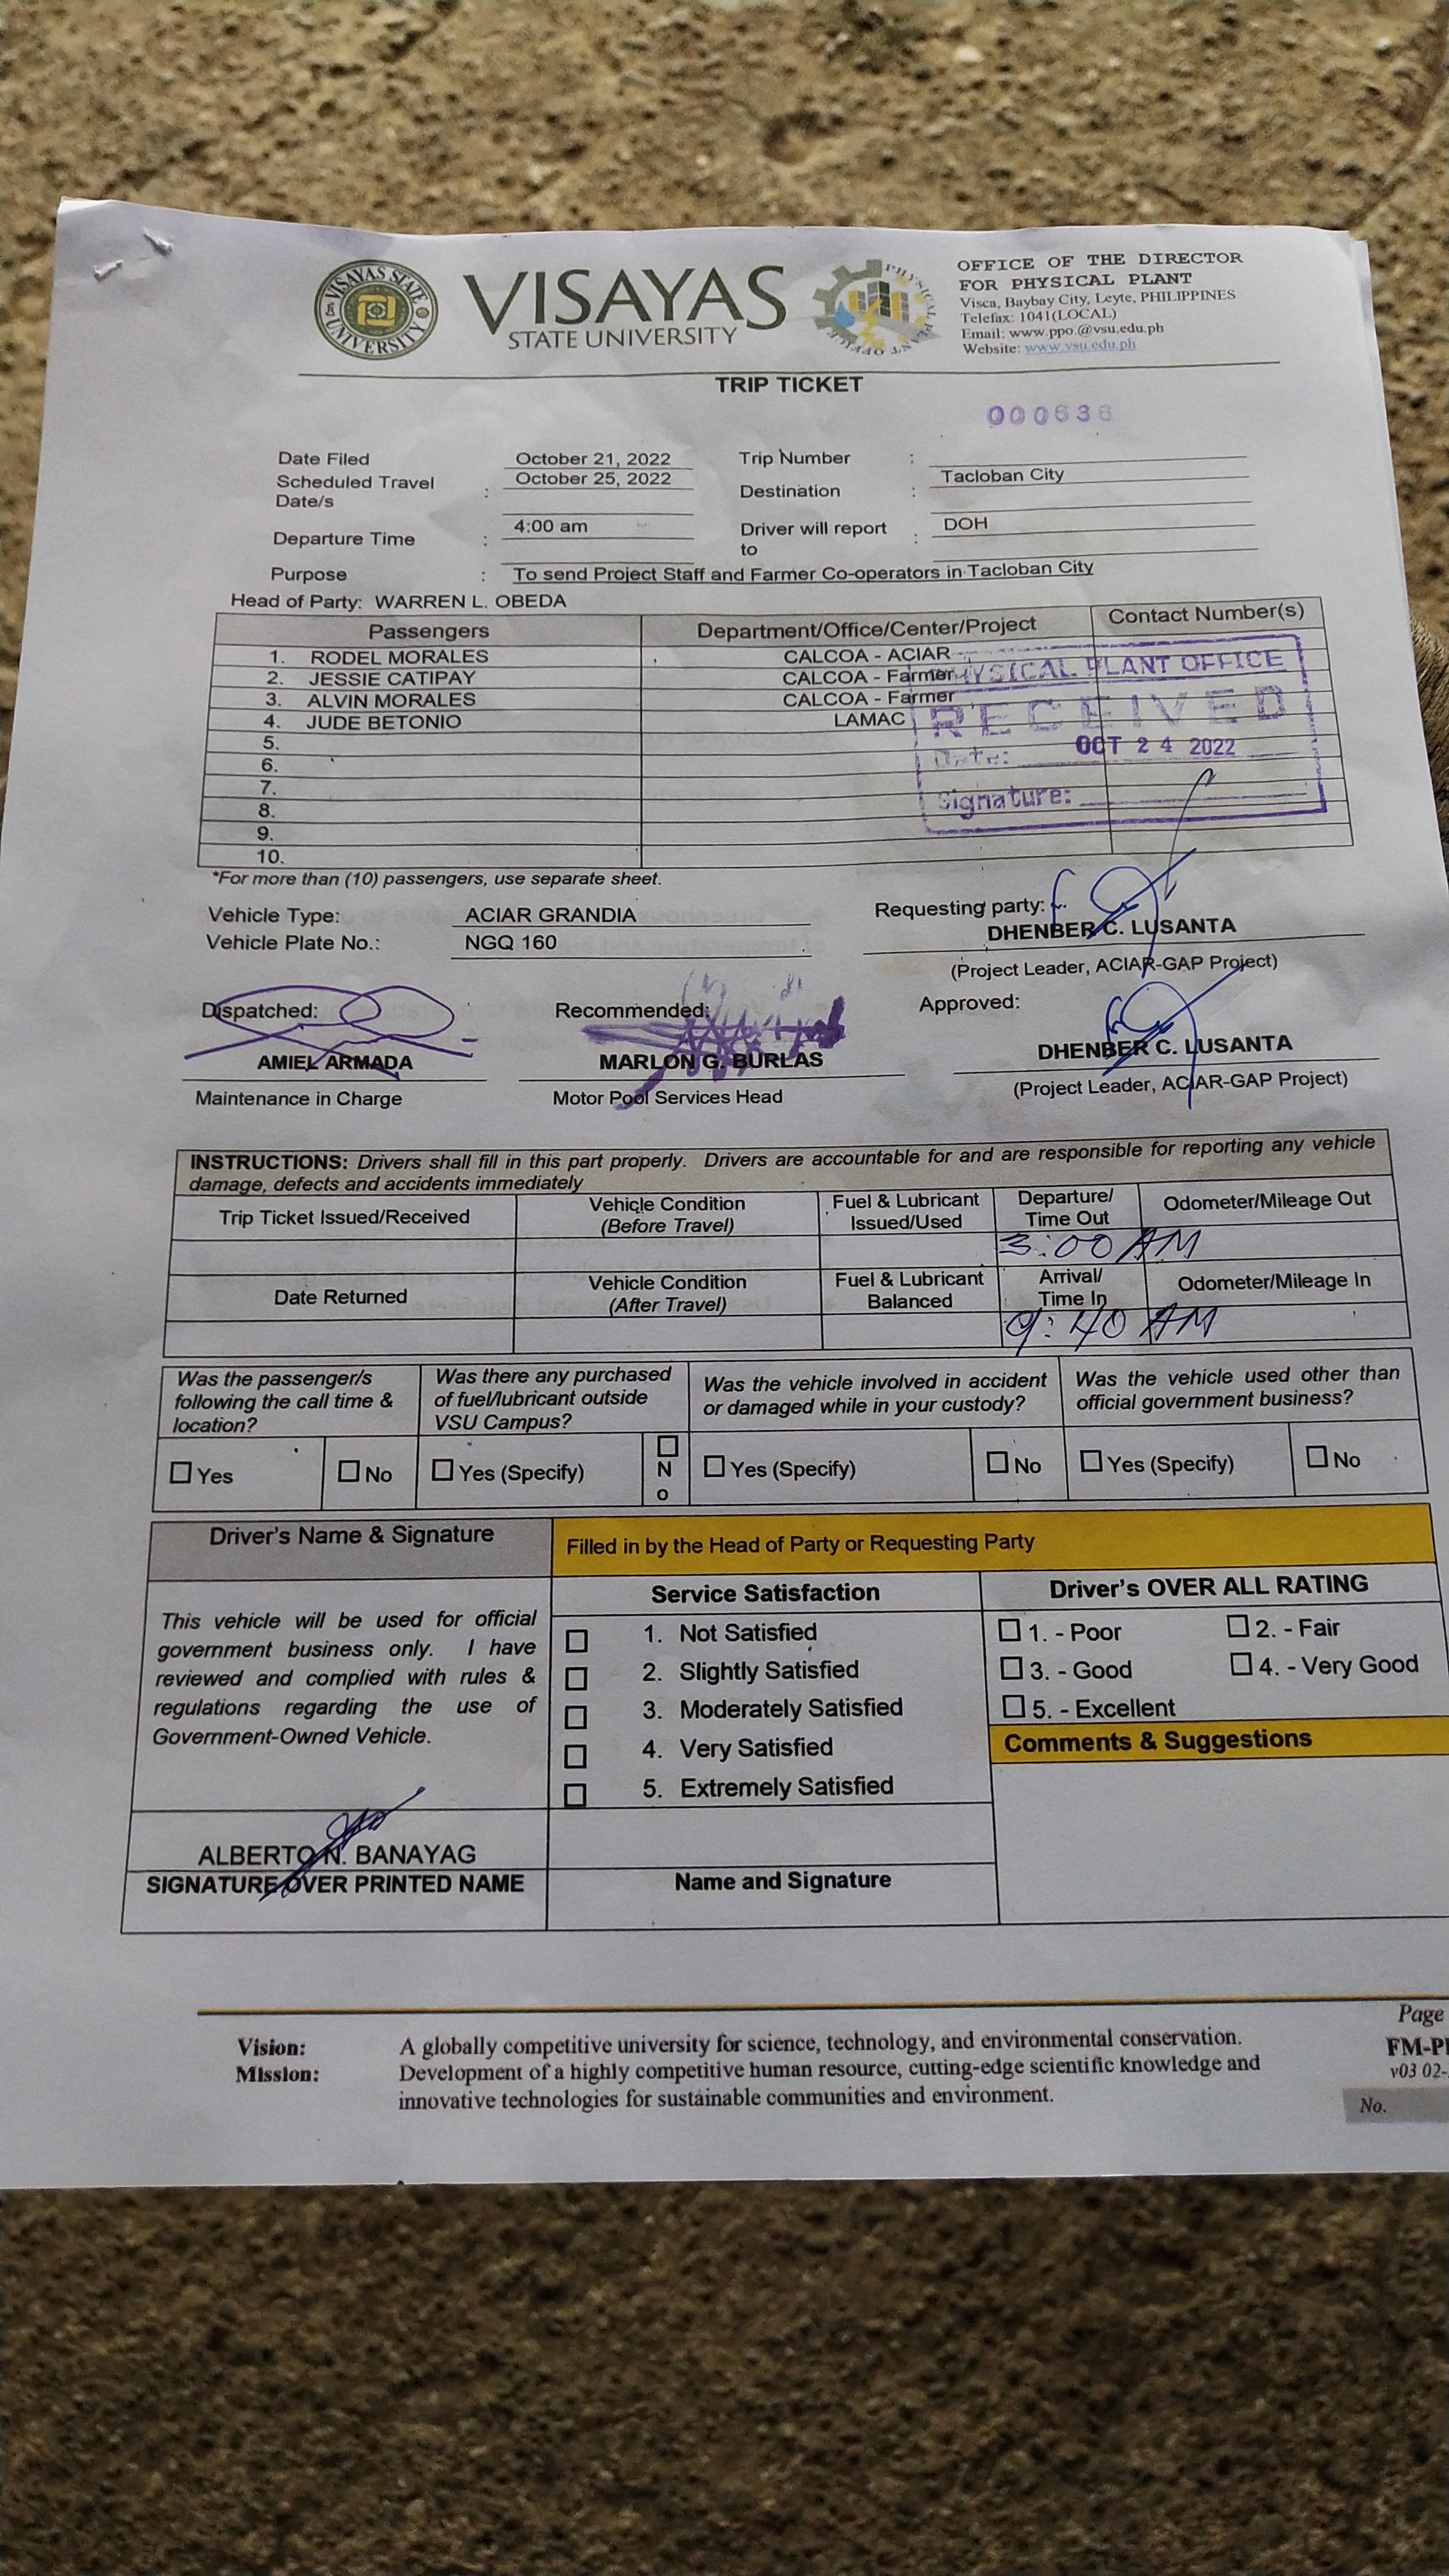 VISAYAS STATE UNIVERSITY
VISAYAS
STATE UNIVERSITY
OFFICE OF THE DIRECTOR
FOR PHYSICAL PLANT
Visca, Baybay City, Leyte, PHILIPPINES
Telefax: 1041(LOCAL)
Email: www.ppo.@vsu.edu.ph
Website: www.vsu.edu.ph
TRIP TICKET
000636
Date Filed October 21, 2022 Trip Number :
Scheduled Travel Date/s : October 25, 2022 Destination : Tacloban City
Departure Time : 4:00 am Driver will report to : DOH
Purpose : To send Project Staff and Farmer Co-operators in Tacloban City
Head of Party: WARREN L. OBEDA
Passengers Department/Office/Center/Project Contact Number(s)
1. RODEL MORALES CALCOA - ACIAR
2. JESSIE CATIPAY CALCOA - Farmer
3. ALVIN MORALES CALCOA - Farmer
4. JUDE BETONIO LAMAC
5.
6.
7.
8.
9.
10.
PHYSICAL PLANT OFFICE
RECEIVED
Date: OCT 24 2022
Signature:
*For more than (10) passengers, use separate sheet.
Vehicle Type: ACIAR GRANDIA
Vehicle Plate No.: NGQ 160
Requesting party:
DHENBER C. LUSANTA
(Project Leader, ACIAR-GAP Project)
Dispatched: Recommended: Approved:
AMIEL ARMADA MARLON G. BURLAS DHENBER C. LUSANTA
Maintenance in Charge Motor Pool Services Head (Project Leader, ACIAR-GAP Project)
INSTRUCTIONS: Drivers shall fill in this part properly. Drivers are accountable for and are responsible for reporting any vehicle
damage, defects and accidents immediately
Trip Ticket Issued/Received Vehicle Condition (Before Travel) Fuel & Lubricant Issued/Used Departure/ Time Out Odometer/Mileage Out
3:00 AM
Date Returned Vehicle Condition (After Travel) Fuel & Lubricant Balanced Arrival/ Time In Odometer/Mileage In
9:40 AM
Was the passenger/s following the call time & location? Was there any purchased of fuel/lubricant outside VSU Campus? Was the vehicle involved in accident or damaged while in your custody? Was the vehicle used other than official government business?
Yes No Yes (Specify) No Yes (Specify) No Yes (Specify) No
Driver's Name & Signature Filled in by the Head of Party or Requesting Party
Service Satisfaction Driver's OVER ALL RATING
This vehicle will be used for official
government business only. I have
reviewed and complied with rules &
regulations regarding the use of
Government-Owned Vehicle.
1. Not Satisfied
2. Slightly Satisfied
3. Moderately Satisfied
4. Very Satisfied
5. Extremely Satisfied
1. - Poor 2. - Fair
3. - Good 4. - Very Good
5. - Excellent
Comments & Suggestions
ALBERTO N. BANAYAG
SIGNATURE OVER PRINTED NAME Name and Signature
Page
Vision: A globally competitive university for science, technology, and environmental conservation.
Mission: Development of a highly competitive human resource, cutting-edge scientific knowledge and
innovative technologies for sustainable communities and environment.
v03 02-
No.